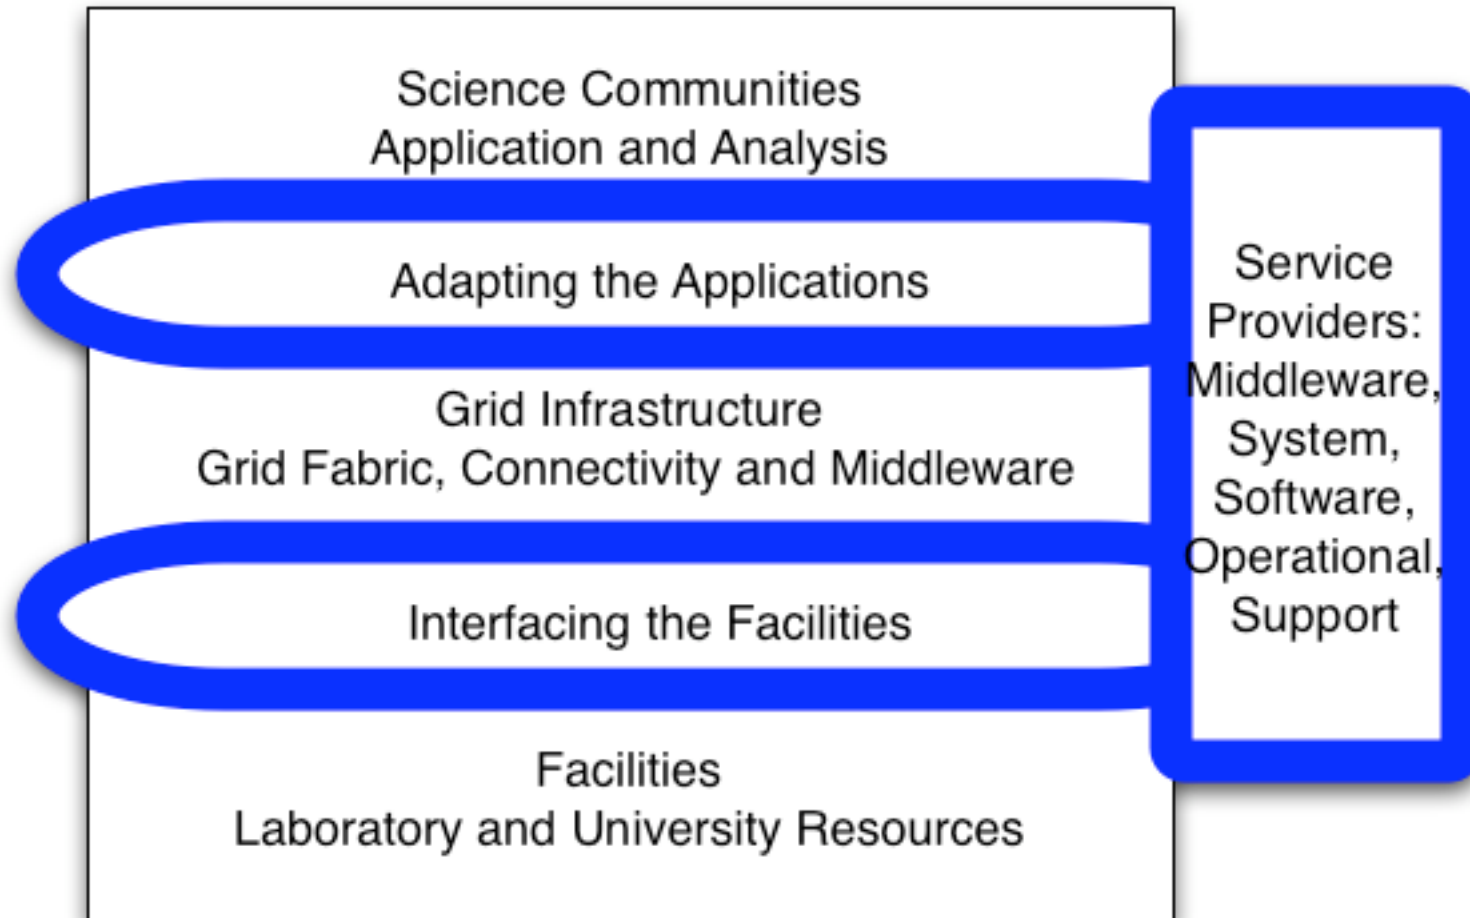 Science Communities
Application and Analysis
Adapting the Applications
Grid Infrastructure
Grid Fabric, Connectivity and Middleware
Interfacing the Facilities
Facilities
Laboratory and University Resources
Service
Providers:
Middleware,
System,
Software,
Operational,
Support